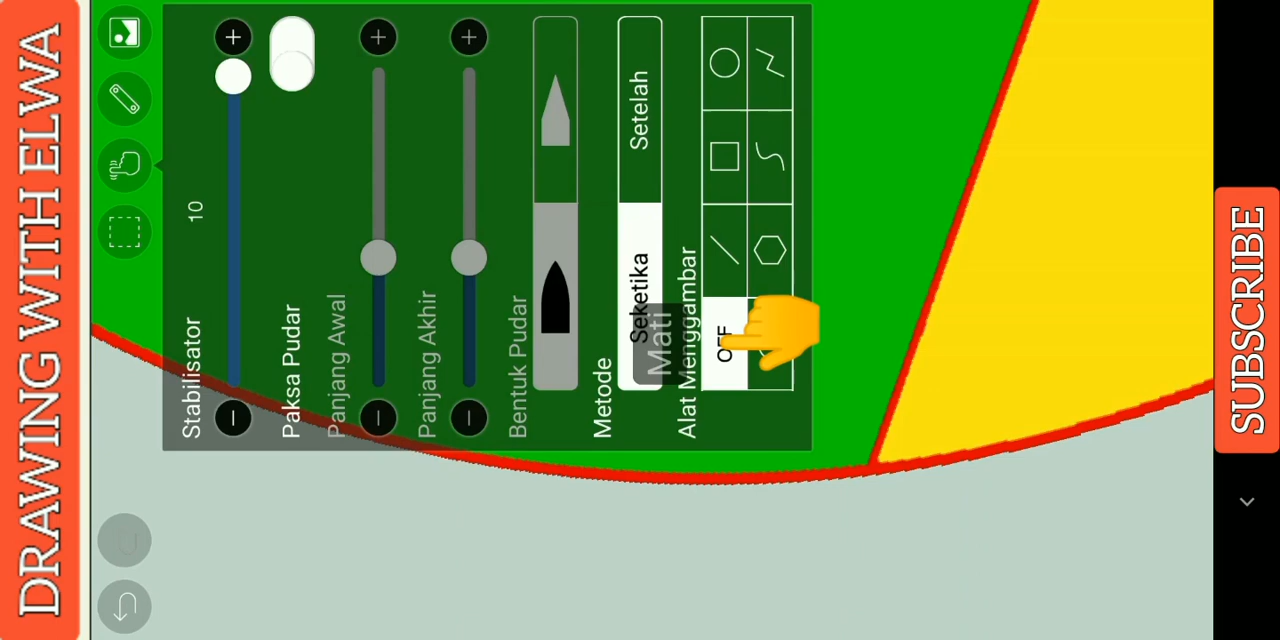 DRAWING WITH ELWA
Stabilisator
10
Paksa Pudar
Panjang Awal
Panjang Akhir
Bentuk Pudar
Metode
Seketika
Setelah
Mati
Alat Menggambar
OFF
SUBSCRIBE